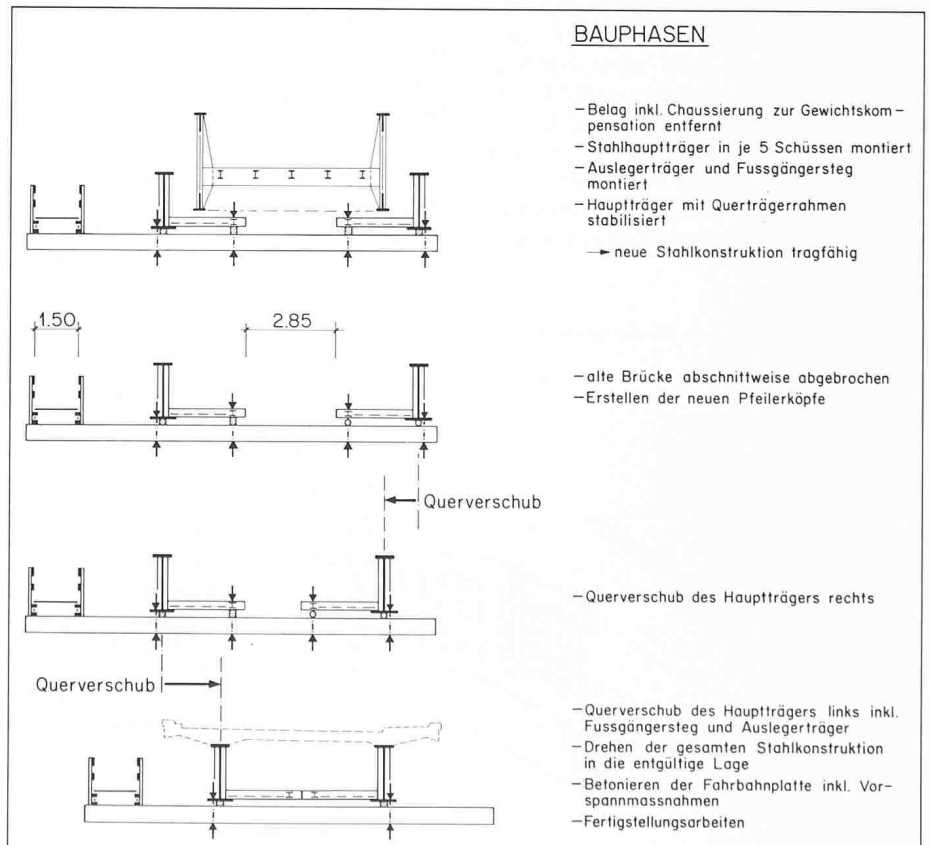 BAUPHASEN
– Belag inkl. Chaussierung zur Gewichtskom –
pensation entfernt
– Stahlhauptträger in je 5 Schüssen montiert
– Auslegerträger und Fussgängersteg
montiert
– Hauptträger mit Querträgerrahmen
stabilisiert
→ neue Stahlkonstruktion tragfähig
1.50
2.85
– alte Brücke abschnittweise abgebrochen
– Erstellen der neuen Pfeilerköpfe
Querverschub
– Querverschub des Hauptträgers rechts
Querverschub
– Querverschub des Hauptträgers links inkl.
Fussgängersteg und Auslegerträger
– Drehen der gesamten Stahlkonstruktion
in die entgültige Lage
– Betonieren der Fahrbahnplatte inkl. Vor-
spannmassnahmen
– Fertigstellungsarbeiten